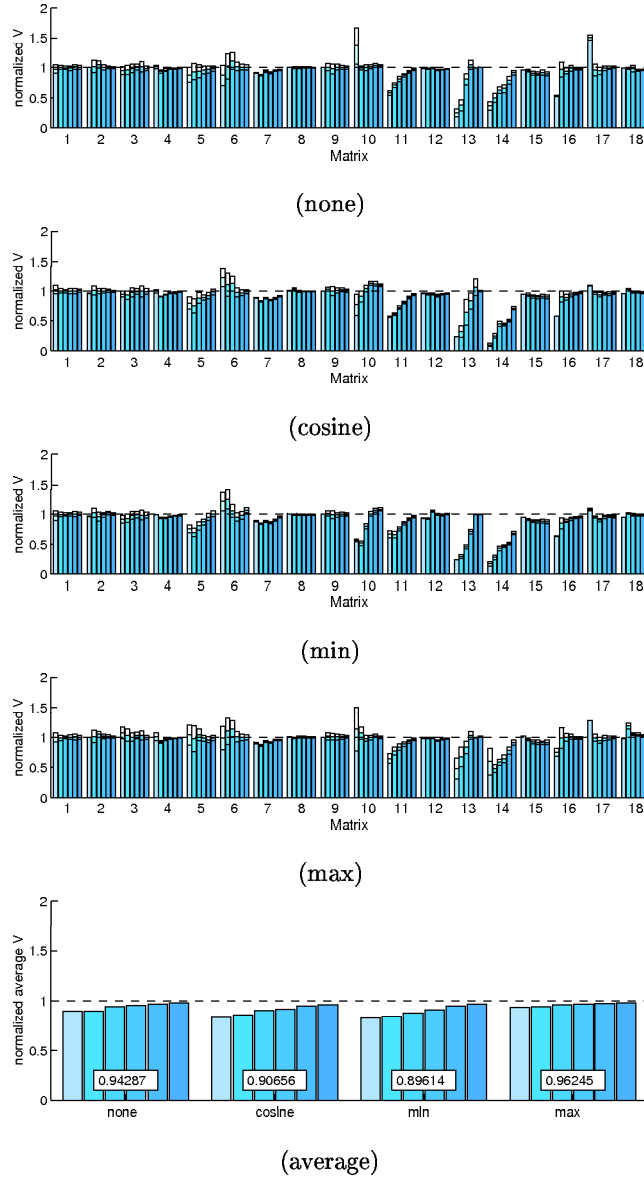 normalized V
2
1.5
1
0.5
0
1 2 3 4 5 6 7 8 9 10 11 12 13 14 15 16 17 18
Matrix
(none)
normalized V
2
1.5
1
0.5
0
1 2 3 4 5 6 7 8 9 10 11 12 13 14 15 16 17 18
Matrix
(cosine)
normalized V
2
1.5
1
0.5
0
1 2 3 4 5 6 7 8 9 10 11 12 13 14 15 16 17 18
Matrix
(min)
normalized V
2
1.5
1
0.5
0
1 2 3 4 5 6 7 8 9 10 11 12 13 14 15 16 17 18
Matrix
(max)
normalized average V
2
1.5
1
0.5
0
0.94287 0.90656 0.89614 0.96245
none cosine min max
(average)